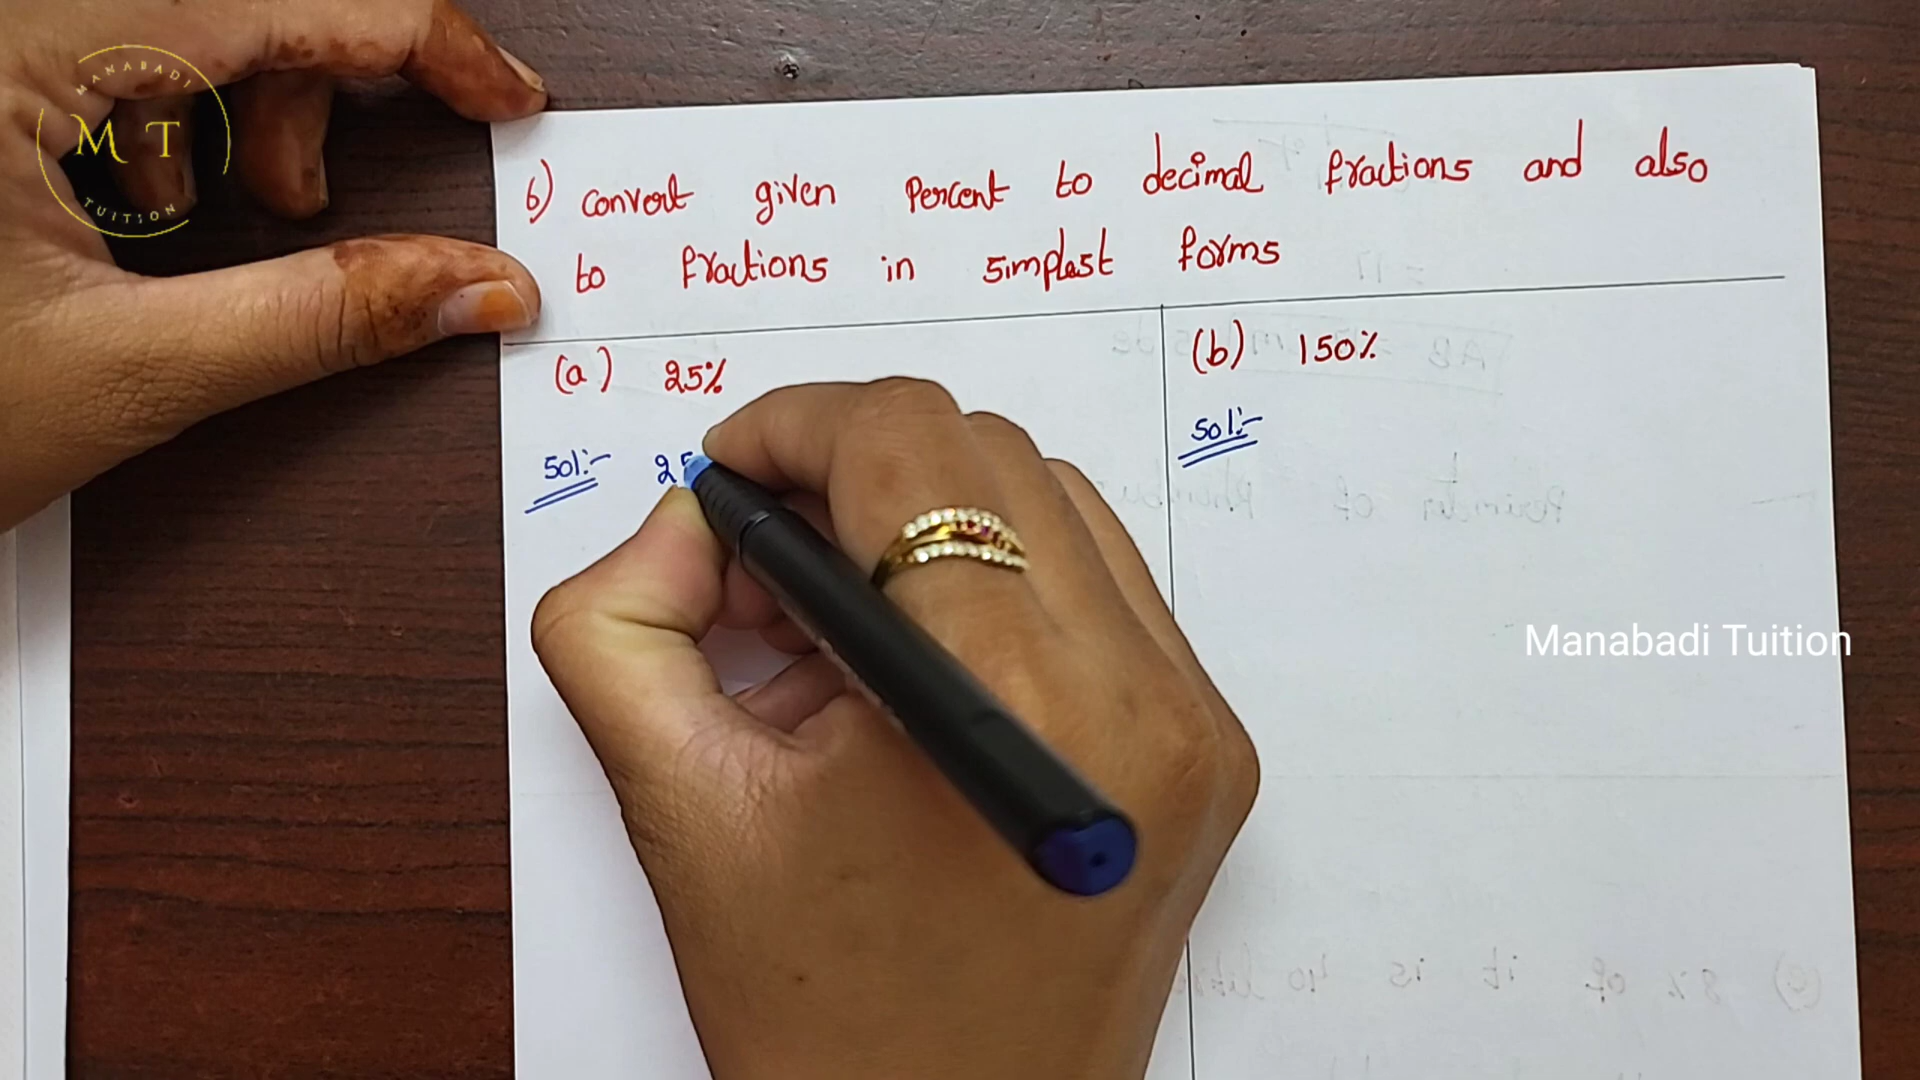 MANABADI
M T
TUITION
6) convert given Percent to decimal fractions and also
to fractions in simplest forms
(a) 25%
(b) 150%
Sol:-
25
Sol:-
Manabadi Tuition